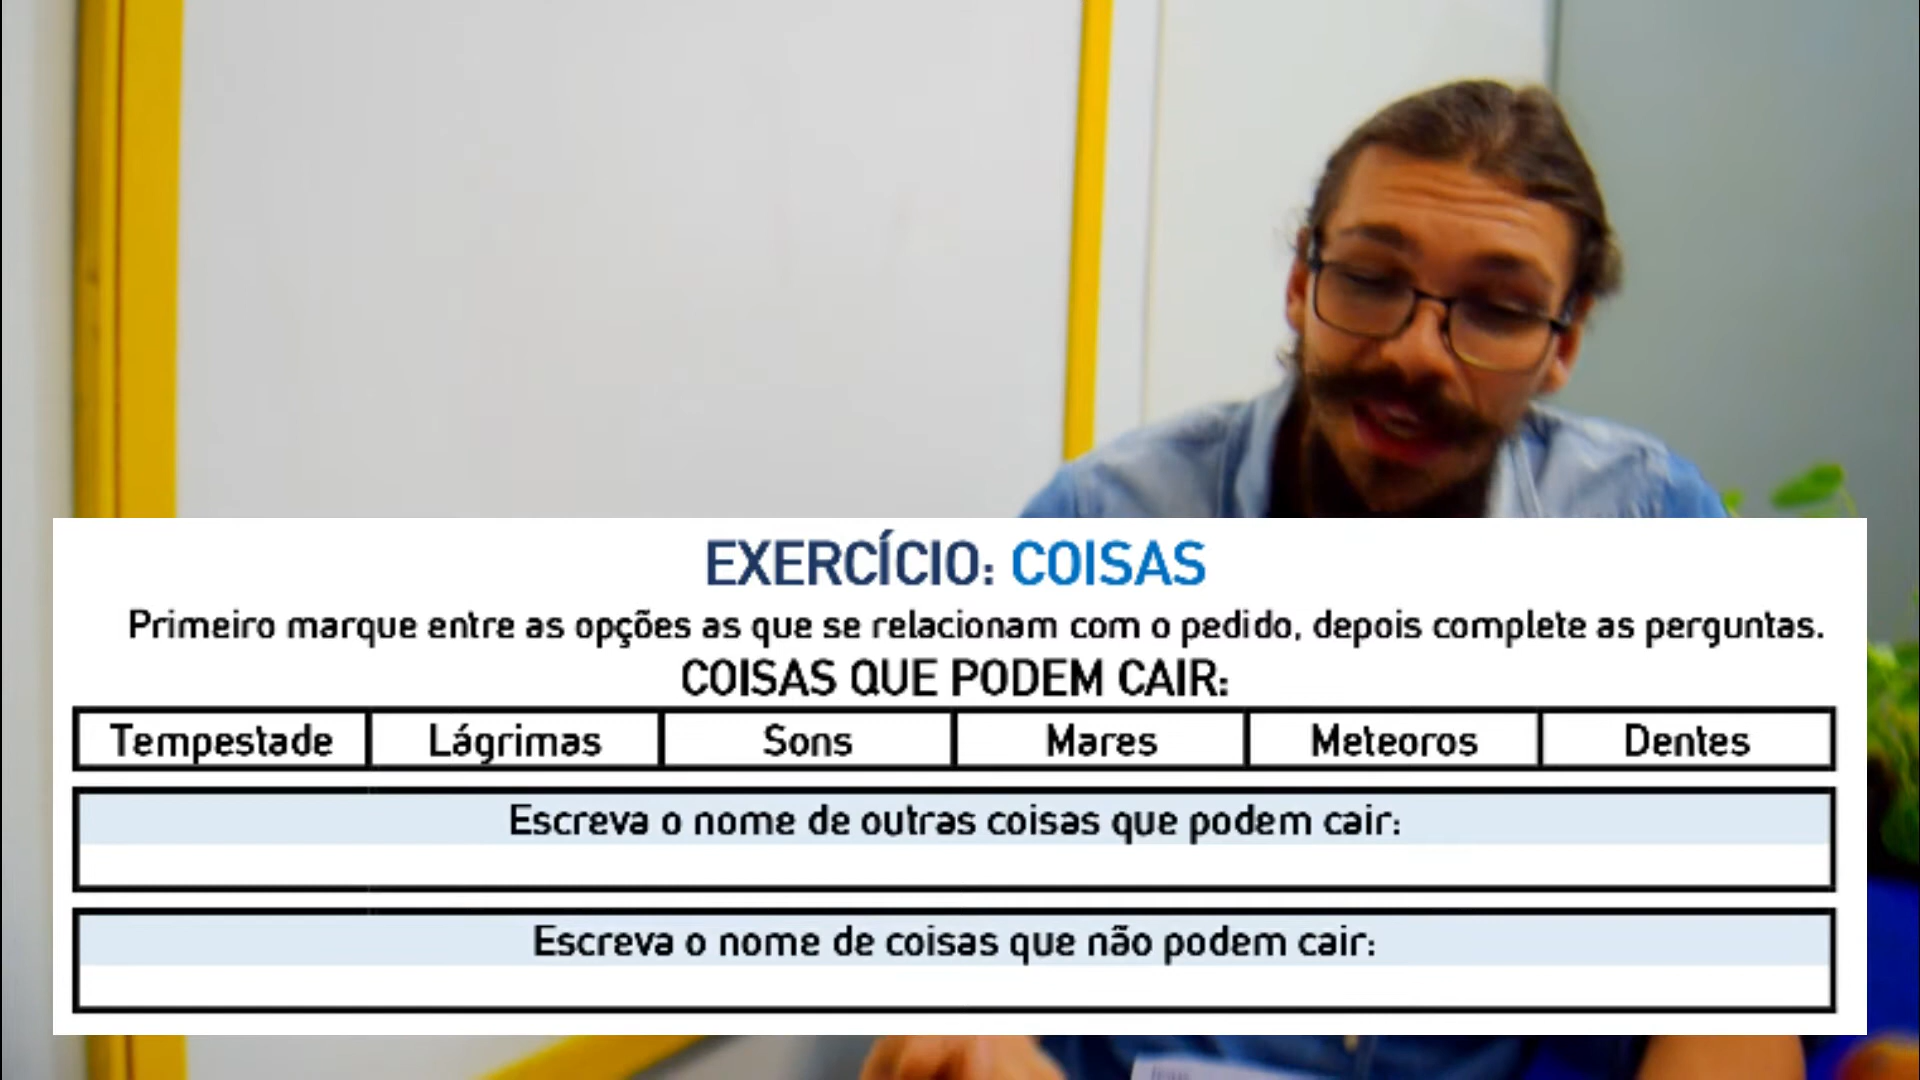 EXERCÍCIO: COISAS
Primeiro marque entre as opções as que se relacionam com o pedido, depois complete as perguntas.
COISAS QUE PODEM CAIR:
Tempestade Lágrimas Sons Mares Meteoros Dentes
Escreva o nome de outras coisas que podem cair:
Escreva o nome de coisas que não podem cair: